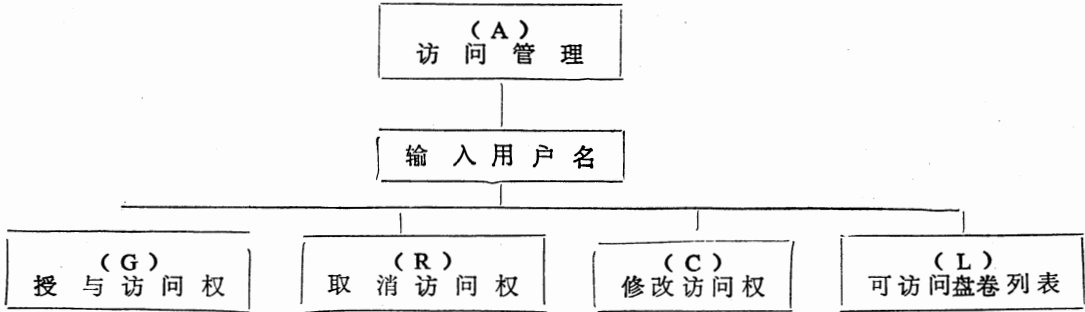 （A）
访问管理
输入用户名
（G）
授与访问权
（R）
取消访问权
（C）
修改访问权
（L）
可访问盘卷列表